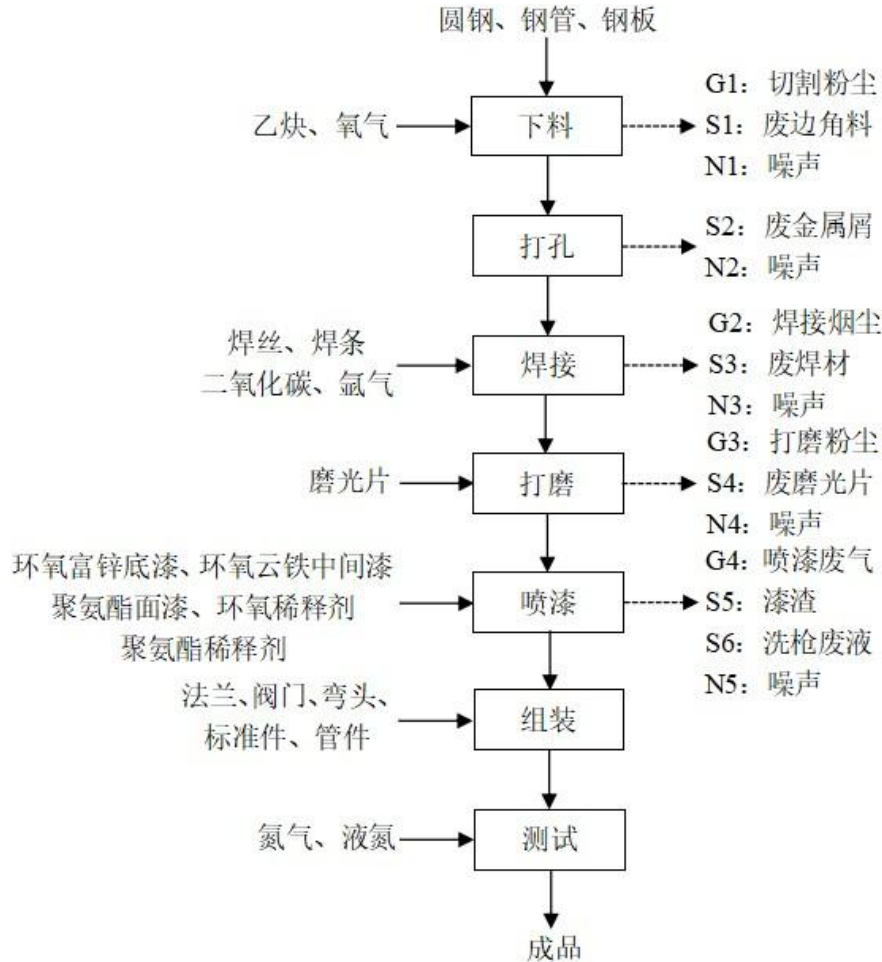 圆钢、钢管、钢板
乙炔、氧气
下料
G1：切割粉尘
S1：废边角料
N1：噪声
打孔
S2：废金属屑
N2：噪声
焊丝、焊条
二氧化碳、氩气
焊接
G2：焊接烟尘
S3：废焊材
N3：噪声
磨光片
打磨
G3：打磨粉尘
S4：废磨光片
N4：噪声
环氧富锌底漆、环氧云铁中间漆
聚氨酯面漆、环氧稀释剂
聚氨酯稀释剂
喷漆
G4：喷漆废气
S5：漆渣
S6：洗枪废液
N5：噪声
法兰、阀门、弯头、
标准件、管件
组装
氮气、液氮
测试
成品